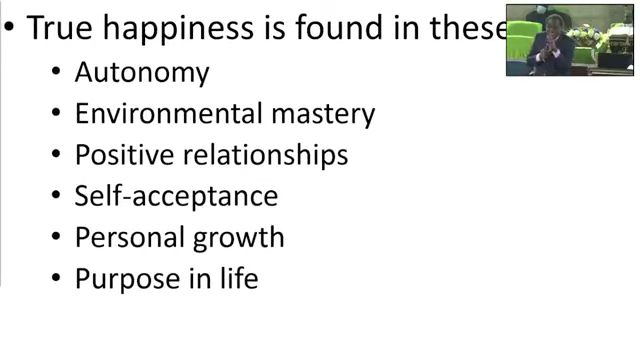 • True happiness is found in these
• Autonomy
• Environmental mastery
• Positive relationships
• Self-acceptance
• Personal growth
• Purpose in life